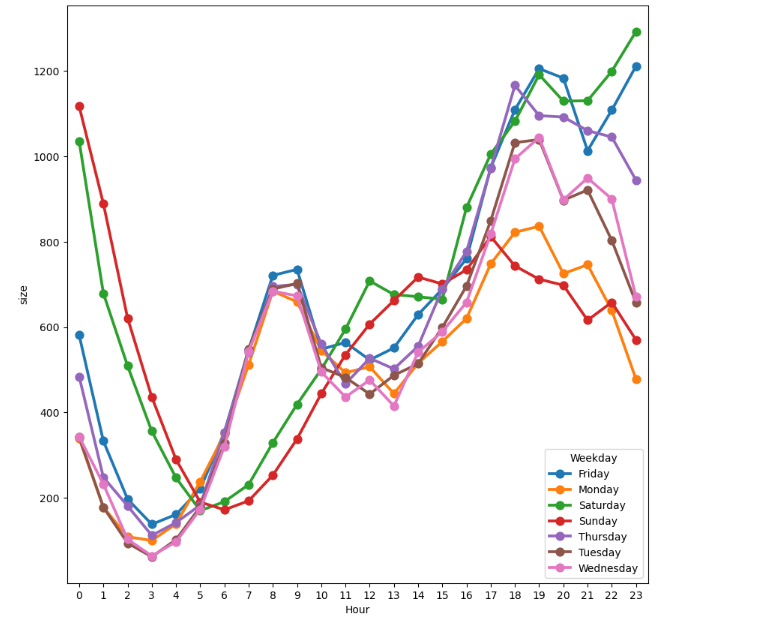 1200
1000
800
600
400
200
size
0 1 2 3 4 5 6 7 8 9 10 11 12 13 14 15 16 17 18 19 20 21 22 23
Hour
Weekday
Friday
Monday
Saturday
Sunday
Thursday
Tuesday
Wednesday